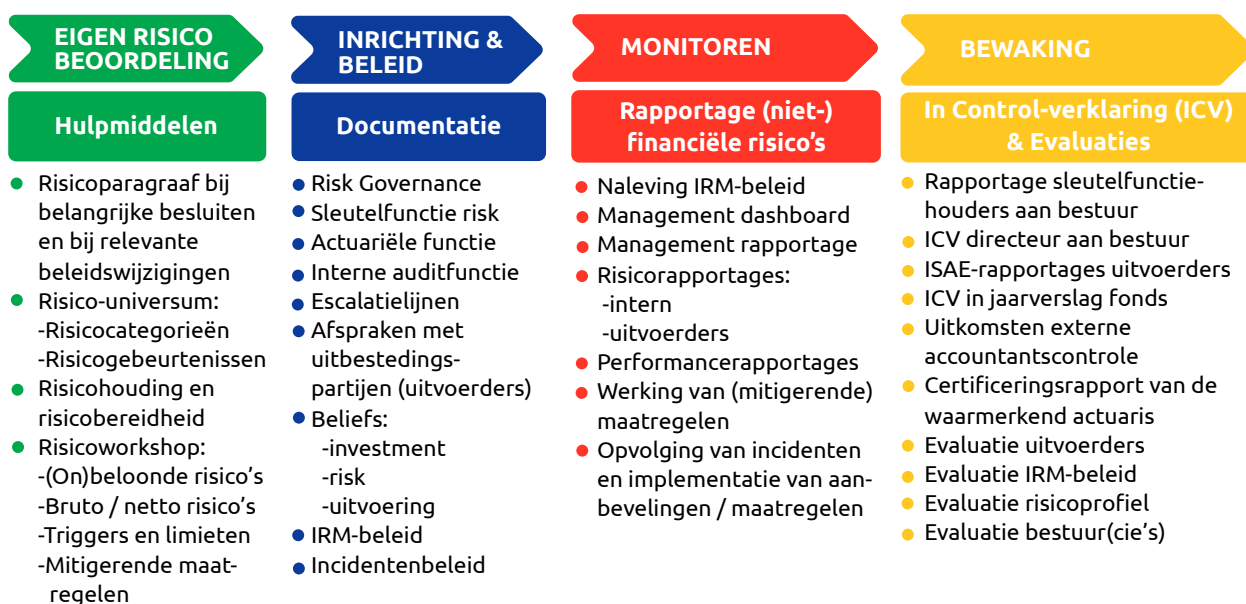 EIGEN RISICO
BEOORDELING
Hulpmiddelen
Risicoparagraaf bij
belangrijke besluiten
en bij relevante
beleidswijzigingen
Risico-universum:
-Risicocategorieën
-Risicogebeurtenissen
Risicohouding en
risicobereidheid
Risicoworkshop:
-(On)beloonde risico's
-Bruto / netto risico's
-Triggers en limieten
-Mitigerende maat-
regelen
INRICHTING &
BELEID
Documentatie
Risk Governance
Sleutelfunctie risk
Actuariële functie
Interne auditfunctie
Escalatielijnen
Afspraken met
uitbestedings-
partijen (uitvoerders)
Beliefs:
-investment
-risk
-uitvoering
IRM-beleid
Incidentenbeleid
MONITOREN
Rapportage (niet-)
financiële risico's
Naleving IRM-beleid
Management dashboard
Management rapportage
Risicorapportages:
-intern
-uitvoerders
Performancerapportages
Werking van (mitigerende)
maatregelen
Opvolging van incidenten
en implementatie van aan-
bevelingen / maatregelen
BEWAKING
In Control-verklaring (ICV)
& Evaluaties
Rapportage sleutelfunctie-
houders aan bestuur
ICV directeur aan bestuur
ISAE-rapportages uitvoerders
ICV in jaarverslag fonds
Uitkomsten externe
accountantscontrole
Certificeringsrapport van de
waarmerkend actuaris
Evaluatie uitvoerders
Evaluatie IRM-beleid
Evaluatie risicoprofiel
Evaluatie bestuur(cie's)